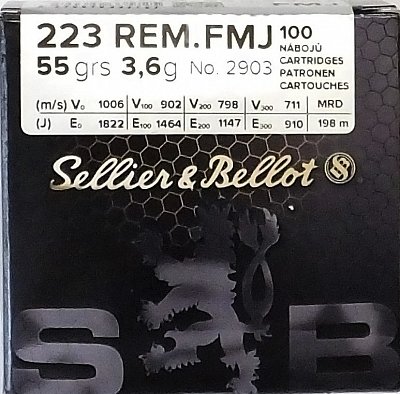 223 REM. FMJ 100
NÁBOJŮ
55 grs 3,6g No. 2903 CARTRIDGES
PATRONEN
CARTOUCHES
(m/s) V₀ 1006 V₁₀₀ 902 V₂₀₀ 798 V₃₀₀ 711 MRD
(J) E₀ 1822 E₁₀₀ 1464 E₂₀₀ 1147 E₃₀₀ 910 198 m
Sellier & Bellot SB
S B